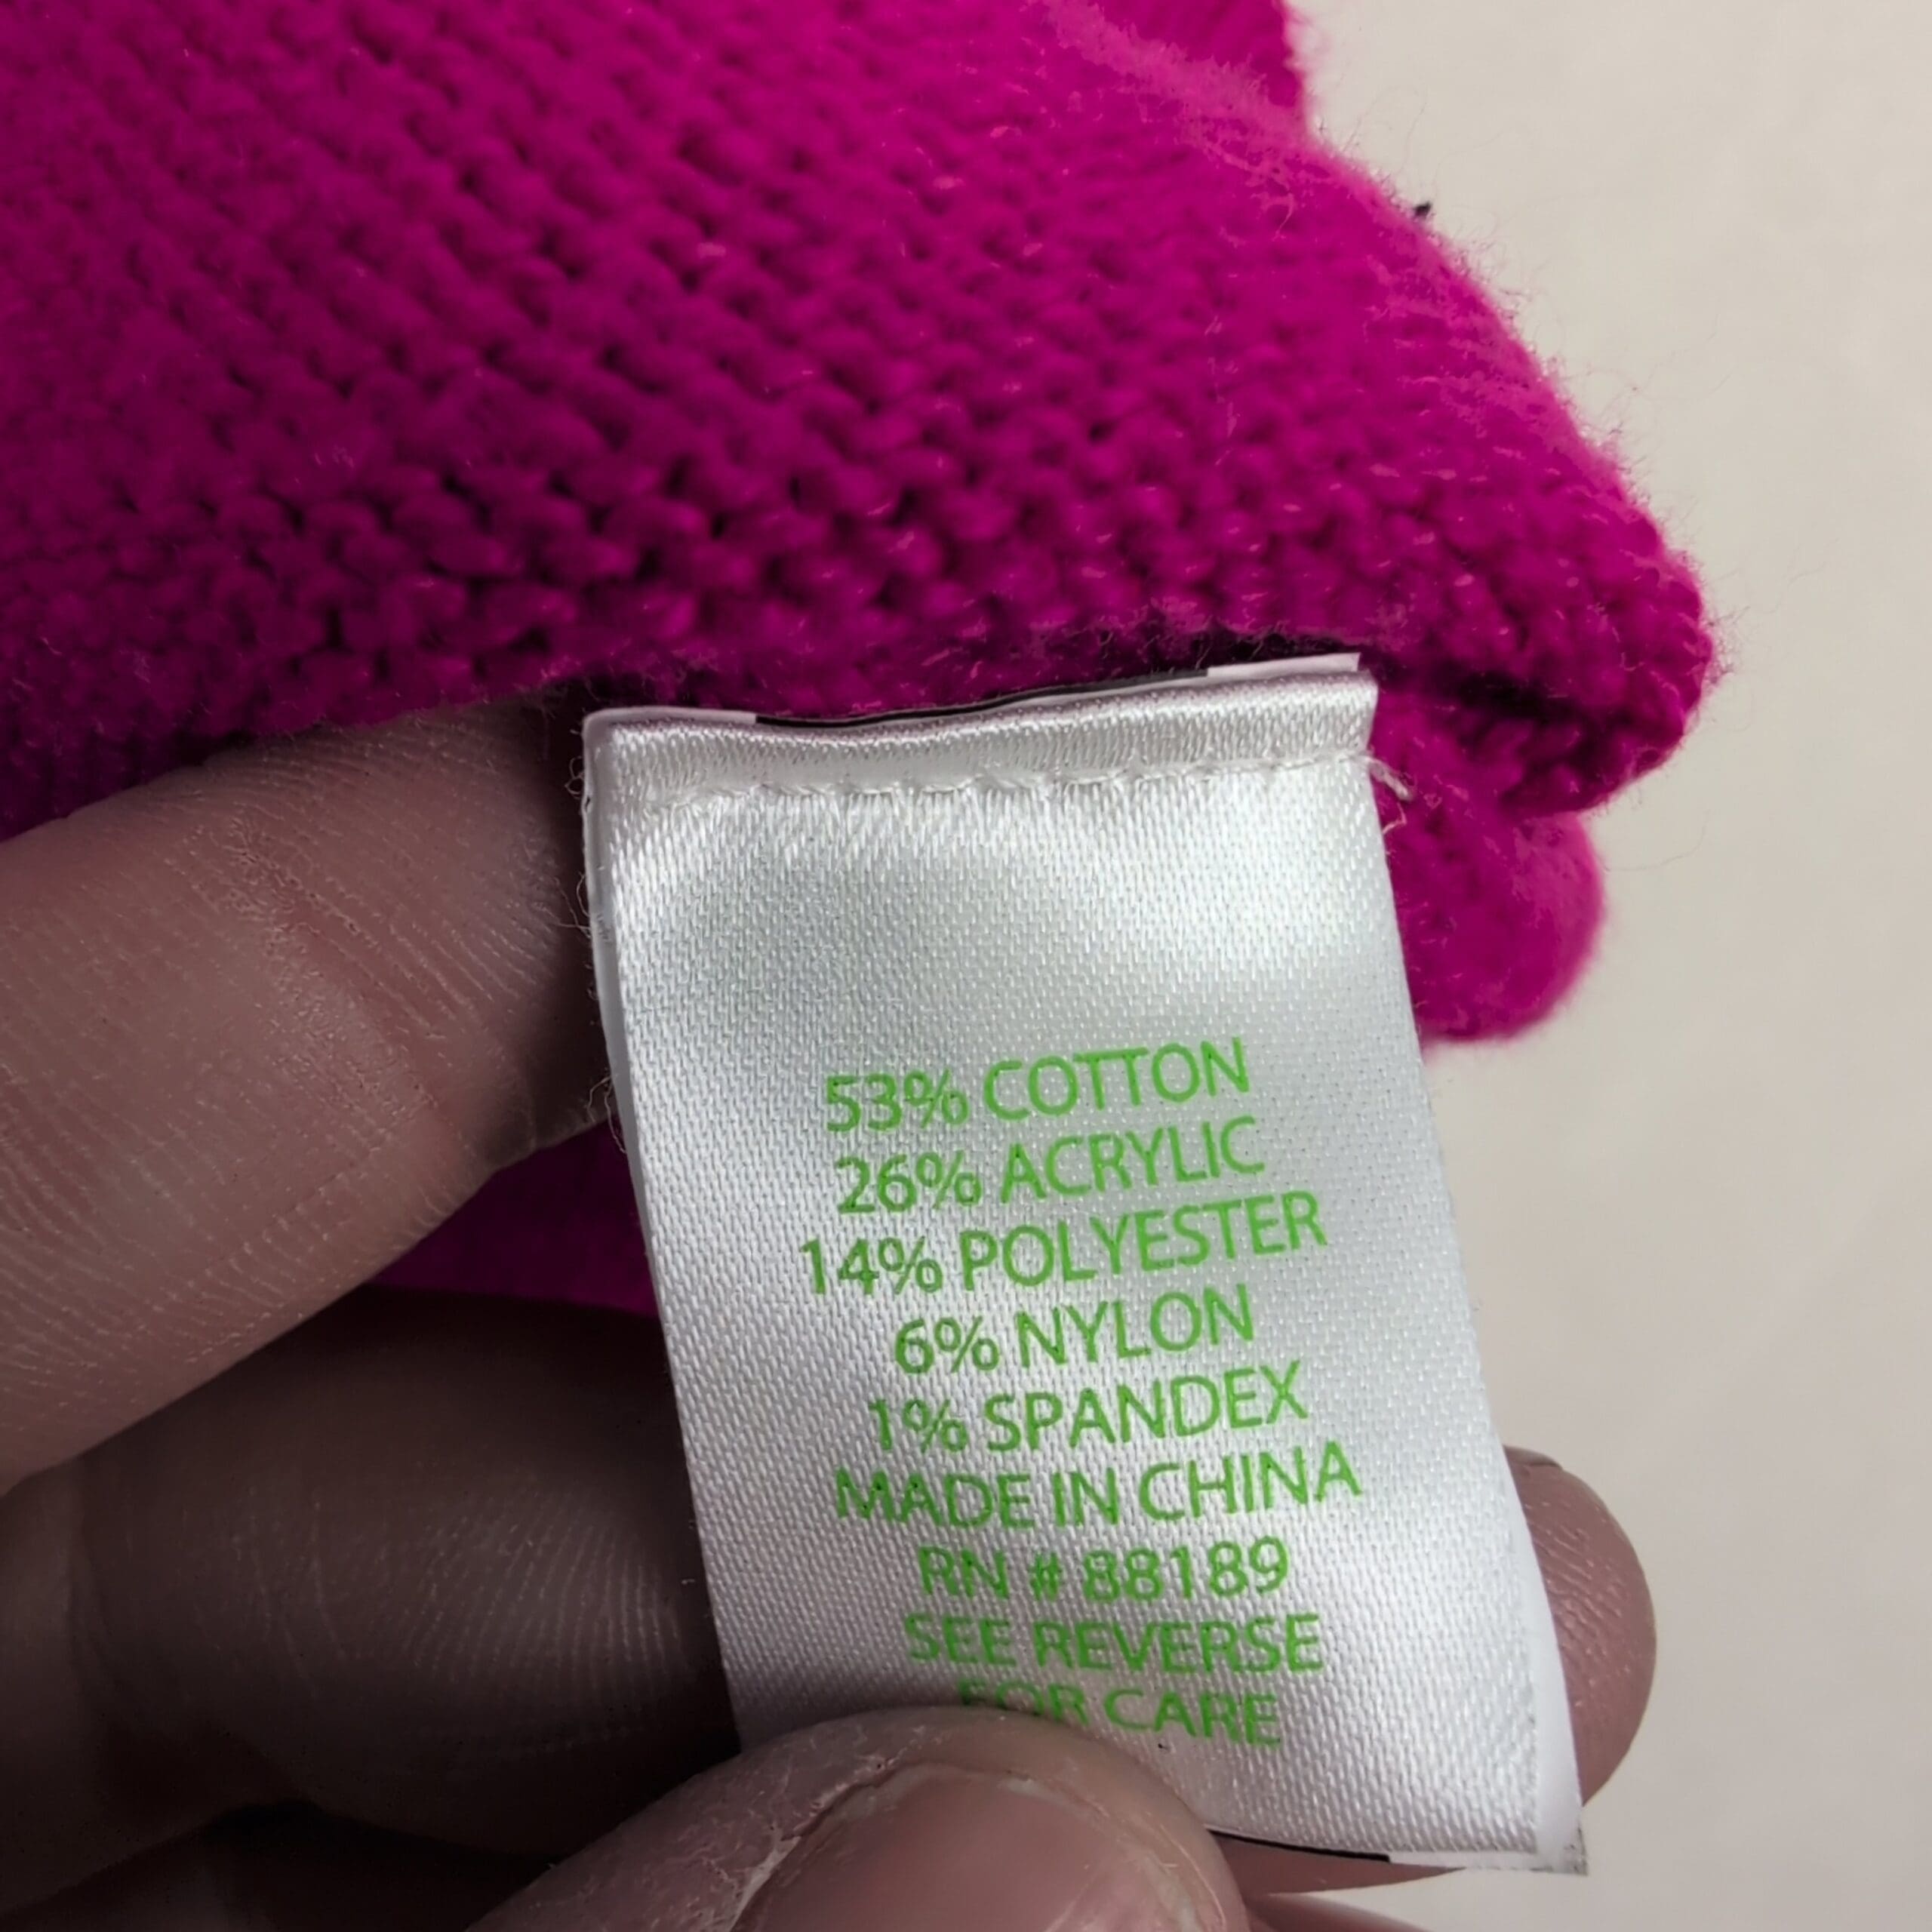 53% COTTON
26% ACRYLIC
14% POLYESTER
6% NYLON
1% SPANDEX
MADE IN CHINA
RN # 88189
SEE REVERSE
FOR CARE